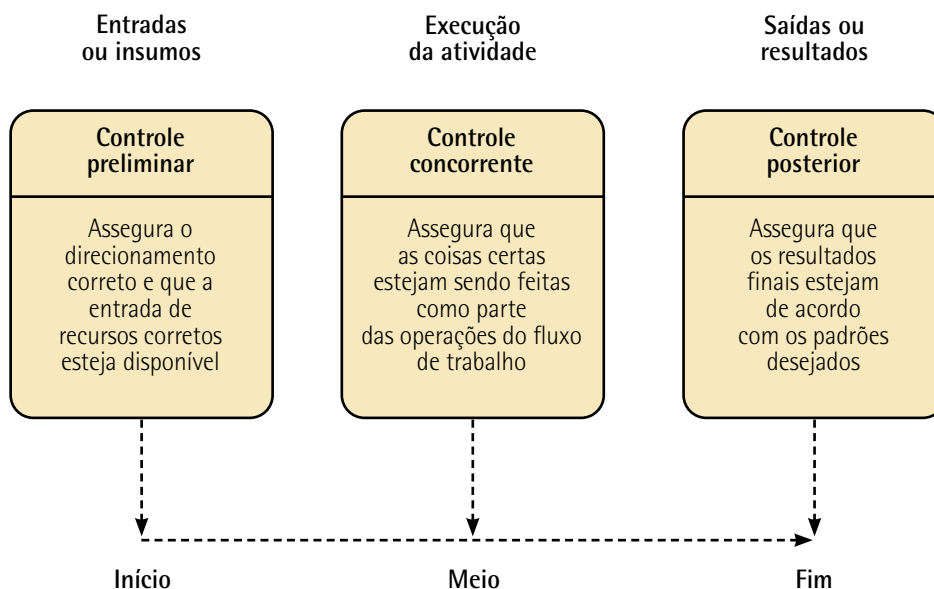 Entradas
ou insumos
Execução
da atividade
Saídas ou
resultados
Controle
preliminar
Assegura o
direcionamento
correto e que a
entrada de
recursos corretos
esteja disponível
Controle
concorrente
Assegura que
as coisas certas
estejam sendo feitas
como parte
das operações do fluxo
de trabalho
Controle
posterior
Assegura que
os resultados
finais estejam
de acordo
com os padrões
desejados
Início
Meio
Fim